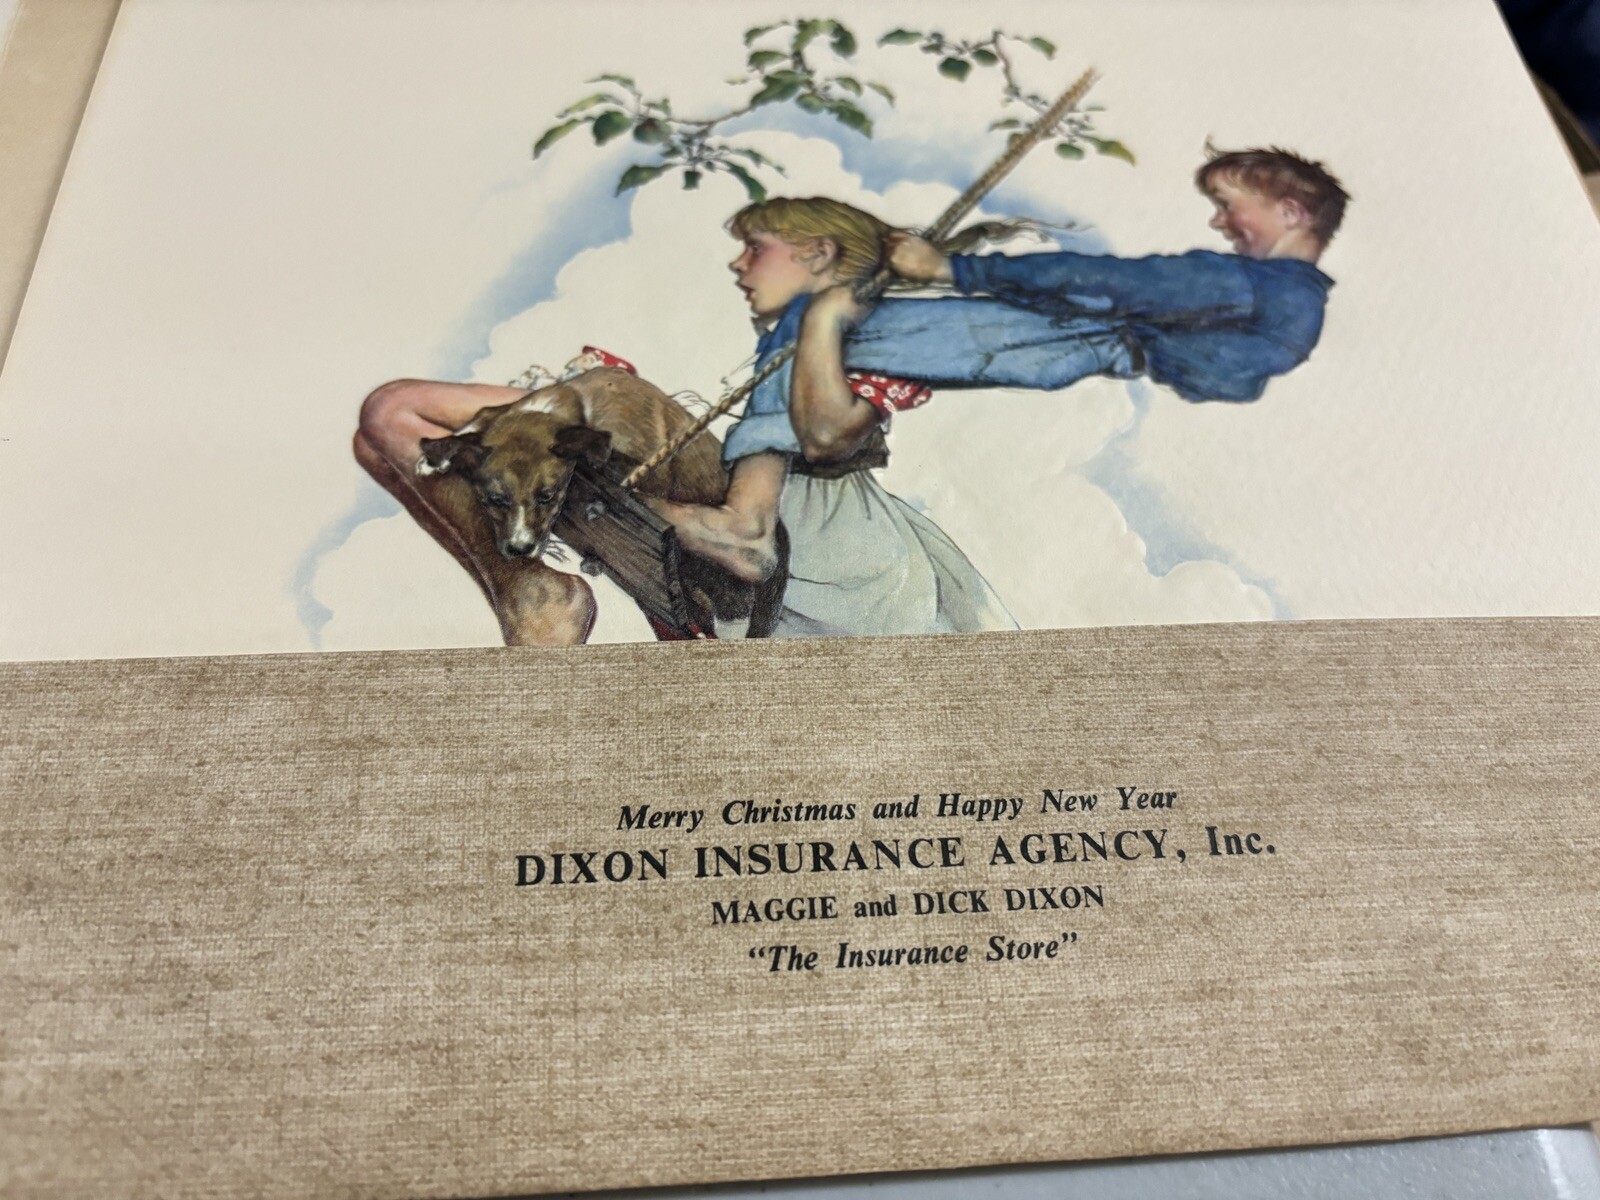 Merry Christmas and Happy New Year
DIXON INSURANCE AGENCY, Inc.
MAGGIE and DICK DIXON
“The Insurance Store”